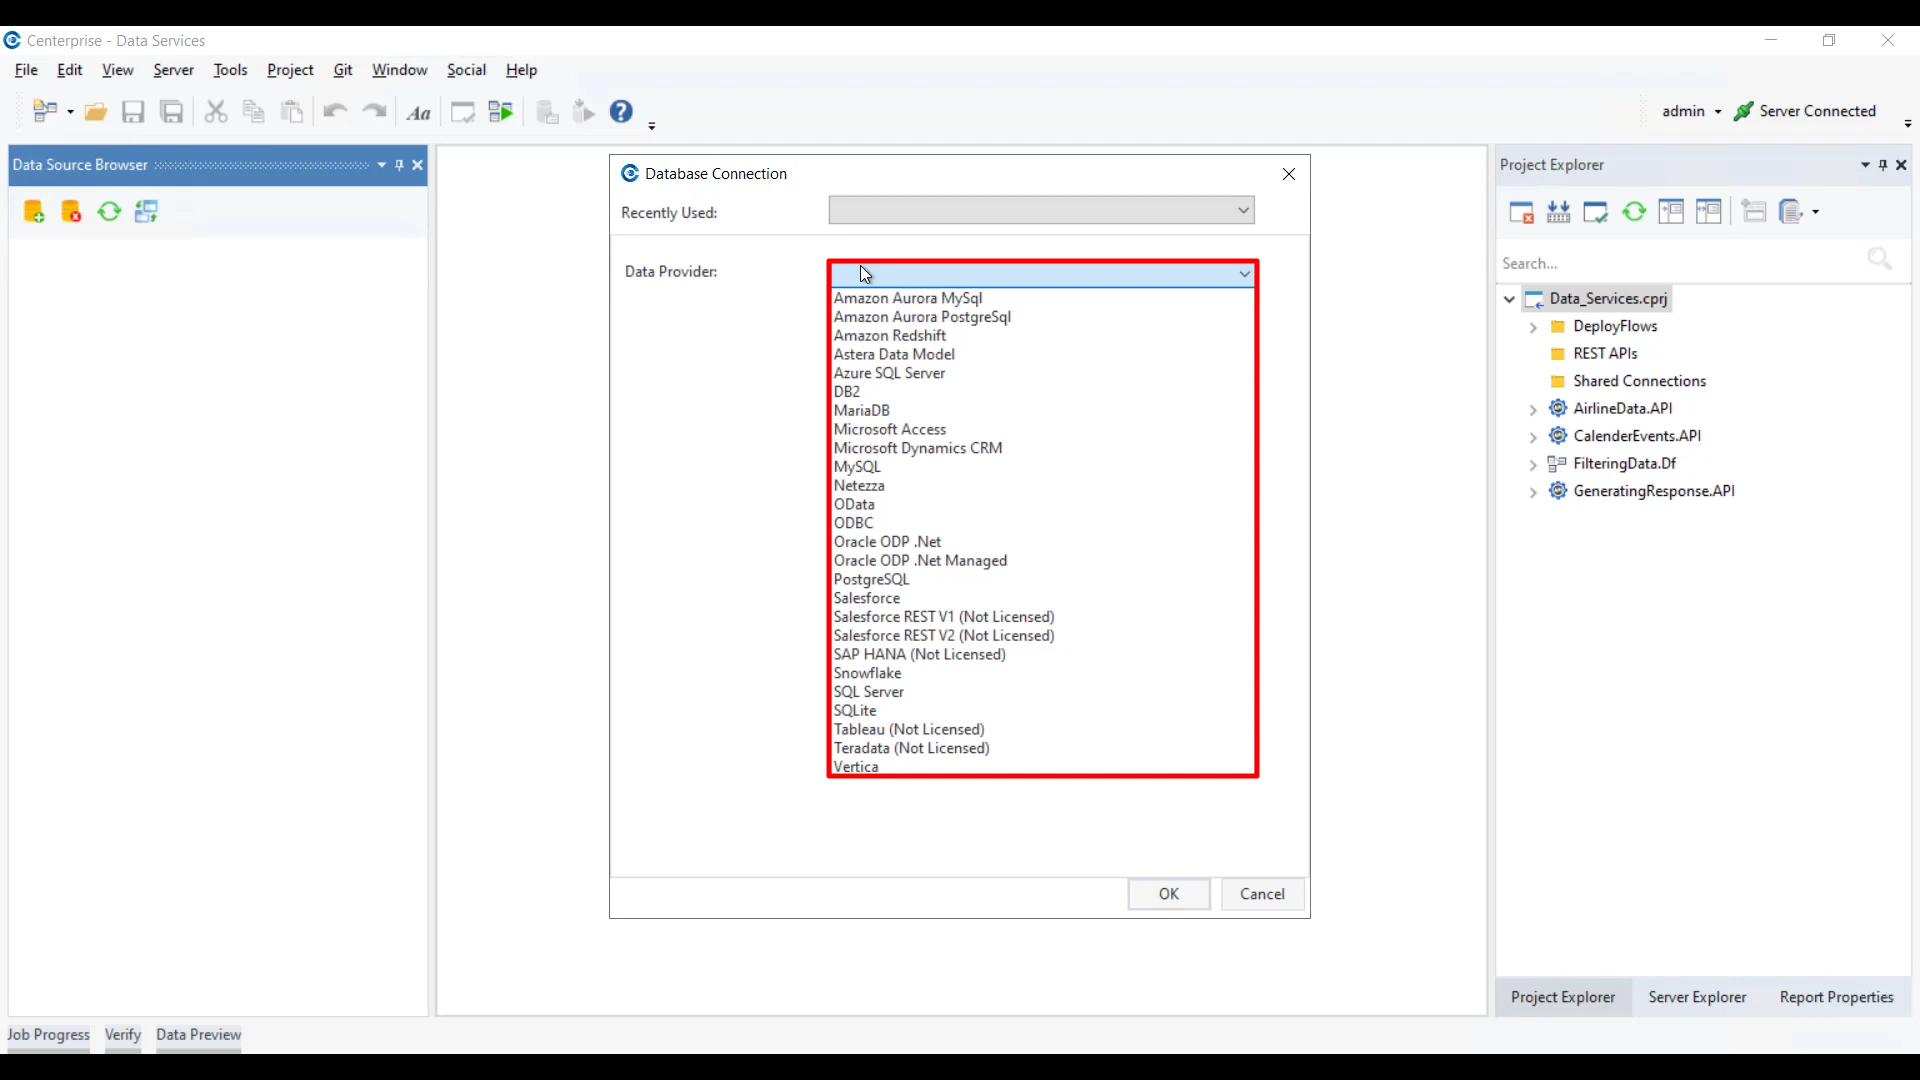 Centerprise - Data Services
File Edit View Server Tools Project Git Window Social Help
Aa ? admin Server Connected
Data Source Browser
Database Connection
Recently Used:
Data Provider:
Amazon Aurora MySql
Amazon Aurora PostgreSql
Amazon Redshift
Astera Data Model
Azure SQL Server
DB2
MariaDB
Microsoft Access
Microsoft Dynamics CRM
MySQL
Netezza
OData
ODBC
Oracle ODP .Net
Oracle ODP .Net Managed
PostgreSQL
Salesforce
Salesforce REST V1 (Not Licensed)
Salesforce REST V2 (Not Licensed)
SAP HANA (Not Licensed)
Snowflake
SQL Server
SQLite
Tableau (Not Licensed)
Teradata (Not Licensed)
Vertica
OK Cancel
Project Explorer
Search...
Data_Services.cprj
DeployFlows
REST APIs
Shared Connections
AirlineData.API
CalenderEvents.API
FilteringData.Df
GeneratingResponse.API
Project Explorer Server Explorer Report Properties
Job Progress Verify Data Preview